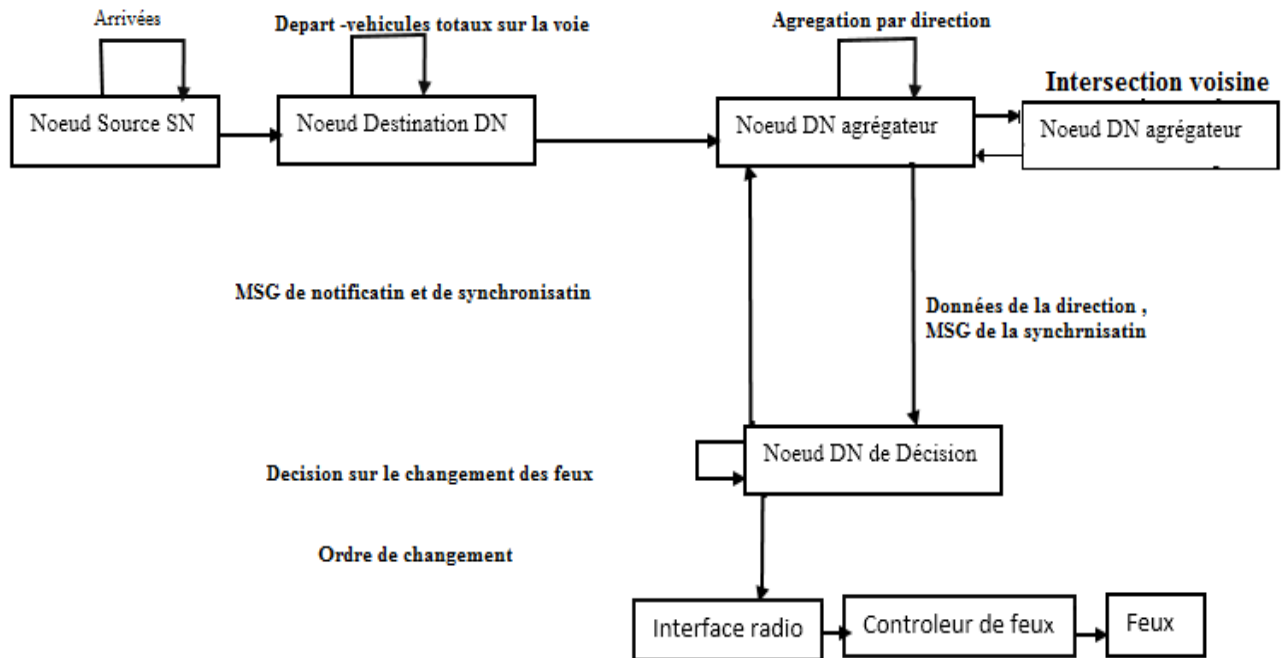 Arrivées
Depart -vehicules totaux sur la voie
Agregation par direction
Intersection voisine
Noeud Source SN
Noeud Destination DN
Noeud DN agrégateur
Noeud DN agrégateur
MSG de notificatin et de synchronisatin
Données de la direction ,
MSG de la synchrnisatin
Noeud DN de Décision
Decision sur le changement des feux
Ordre de changement
Interface radio
Controleur de feux
Feux